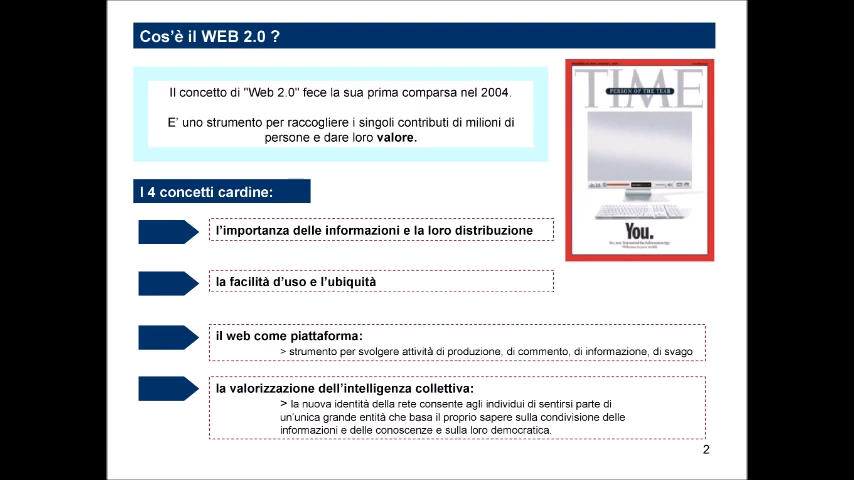 Cos'è il WEB 2.0 ?
Il concetto di "Web 2.0" fece la sua prima comparsa nel 2004.
E' uno strumento per raccogliere i singoli contributi di milioni di
persone e dare loro valore.
TIME
PERSON OF THE YEAR
You.
I 4 concetti cardine:
l'importanza delle informazioni e la loro distribuzione
la facilità d'uso e l'ubiquità
il web come piattaforma:
> strumento per svolgere attività di produzione, di commento, di informazione, di svago
la valorizzazione dell'intelligenza collettiva:
> la nuova identità della rete consente agli individui di sentirsi parte di
un'unica grande entità che basa il proprio sapere sulla condivisione delle
informazioni e delle conoscenze e sulla loro democratica.
2